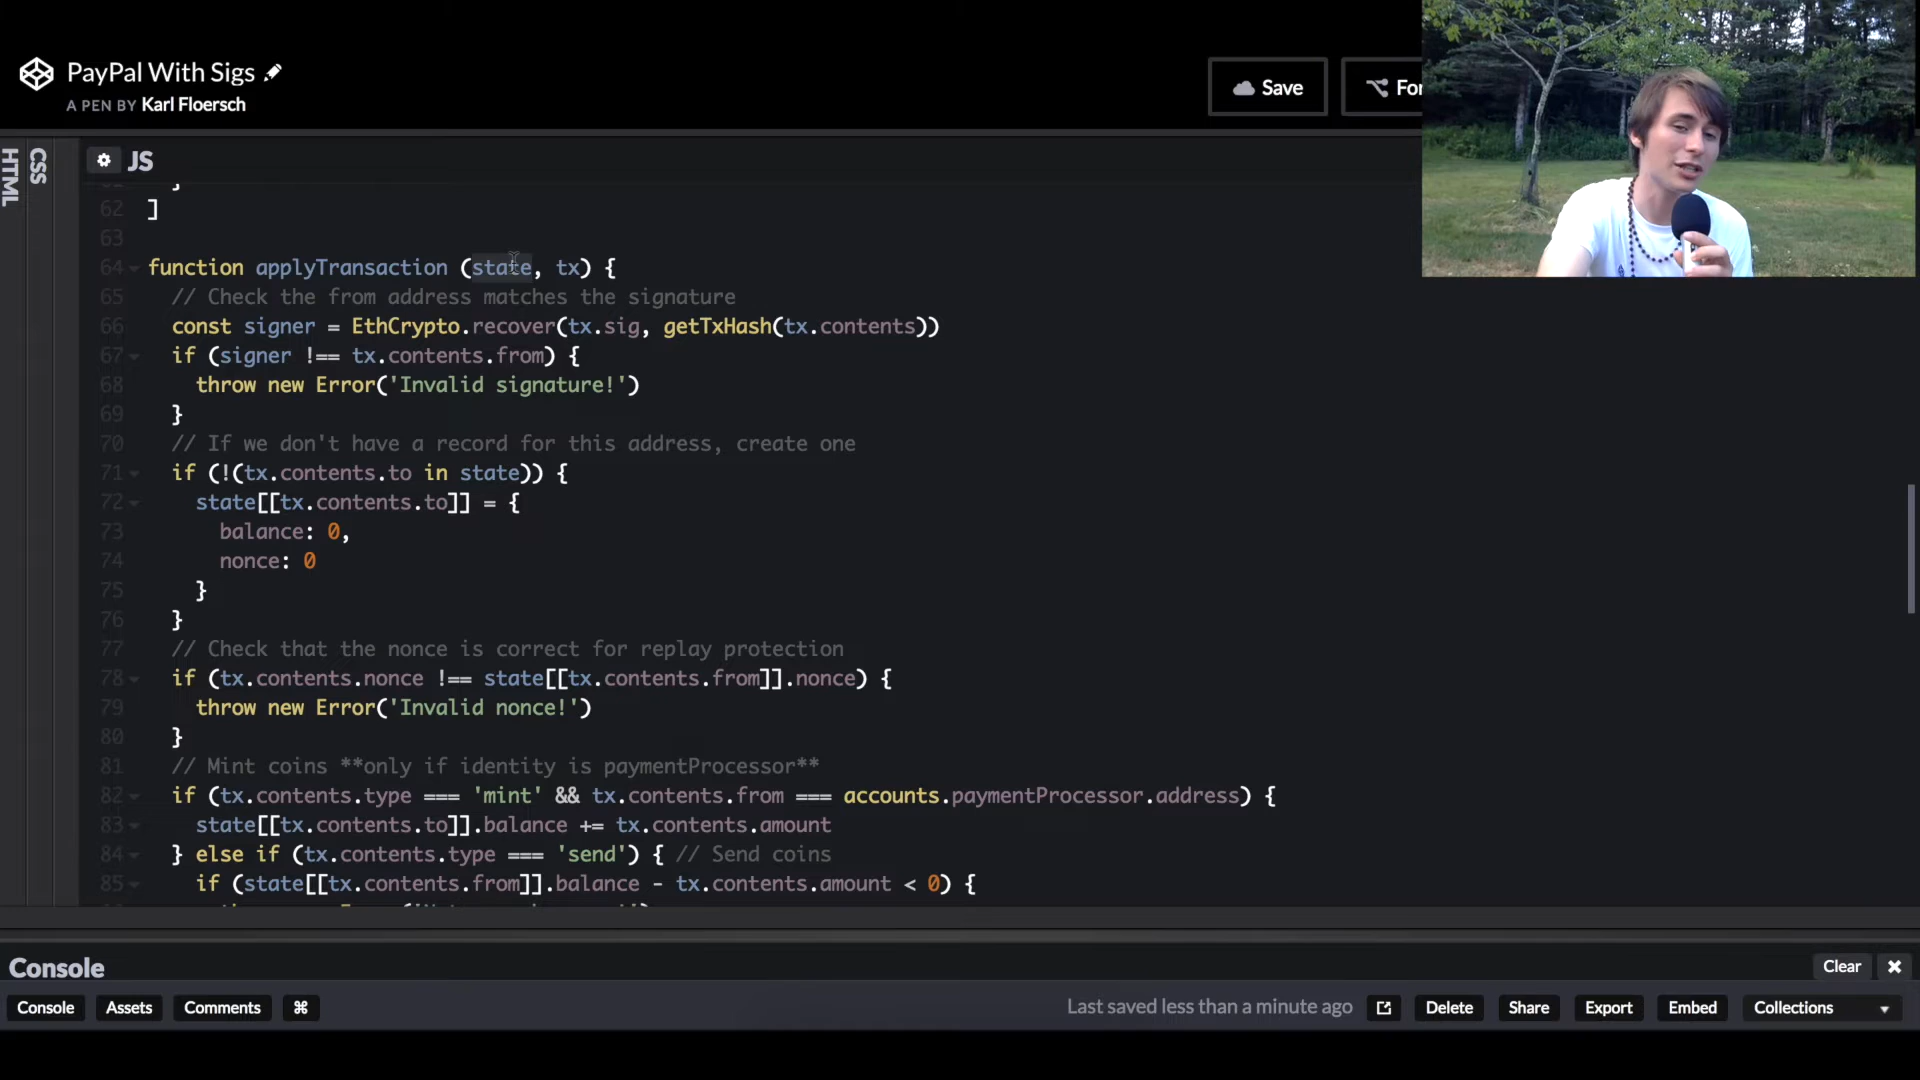 PayPal With Sigs
A PEN BY Karl Floersch
Save
For
HTML
CSS
JS
62 ]
63
64 function applyTransaction (state, tx) {
65 // Check the from address matches the signature
66 const signer = EthCrypto.recover(tx.sig, getTxHash(tx.contents))
67 if (signer !== tx.contents.from) {
68 throw new Error('Invalid signature!')
69 }
70 // If we don't have a record for this address, create one
71 if (!(tx.contents.to in state)) {
72 state[[tx.contents.to]] = {
73 balance: 0,
74 nonce: 0
75 }
76 }
77 // Check that the nonce is correct for replay protection
78 if (tx.contents.nonce !== state[[tx.contents.from]].nonce) {
79 throw new Error('Invalid nonce!')
80 }
81 // Mint coins **only if identity is paymentProcessor**
82 if (tx.contents.type === 'mint' && tx.contents.from === accounts.paymentProcessor.address) {
83 state[[tx.contents.to]].balance += tx.contents.amount
84 } else if (tx.contents.type === 'send') { // Send coins
85 if (state[[tx.contents.from]].balance - tx.contents.amount < 0) {
Console
Clear
Console Assets Comments ⌘ Last saved less than a minute ago Delete Share Export Embed Collections